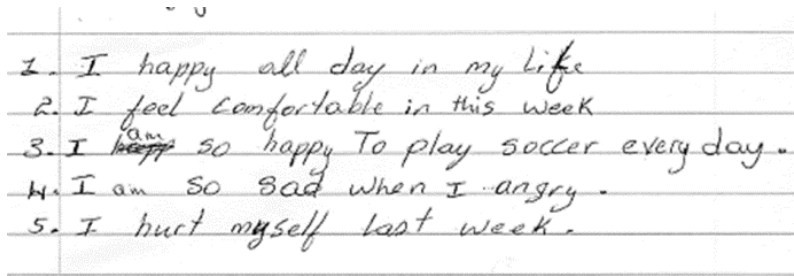 1. I happy all day in my Life
2. I feel comfortable in this week
3. I am so happy To play soccer every day.
4. I am so sad when I angry.
5. I hurt myself last week.